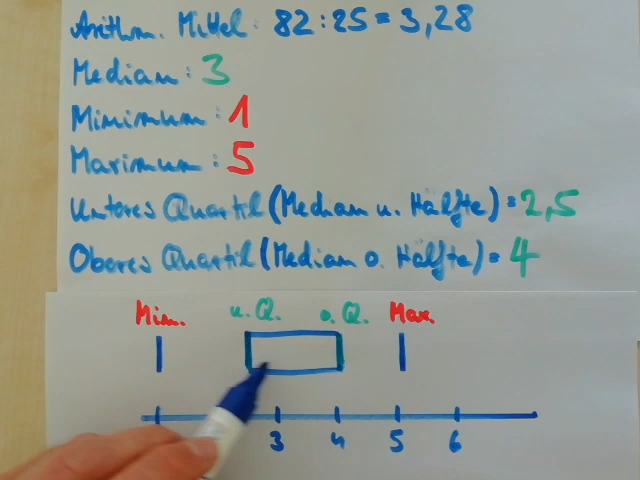 Arithm. Mittel: 82:25=3,28
Median: 3
Minimum: 1
Maximum: 5
Unteres Quartil (Median u. Hälfte)=2,5
Oberes Quartil (Median o. Hälfte)=4
Min. u.Q. o.Q. Max.
3 4 5 6